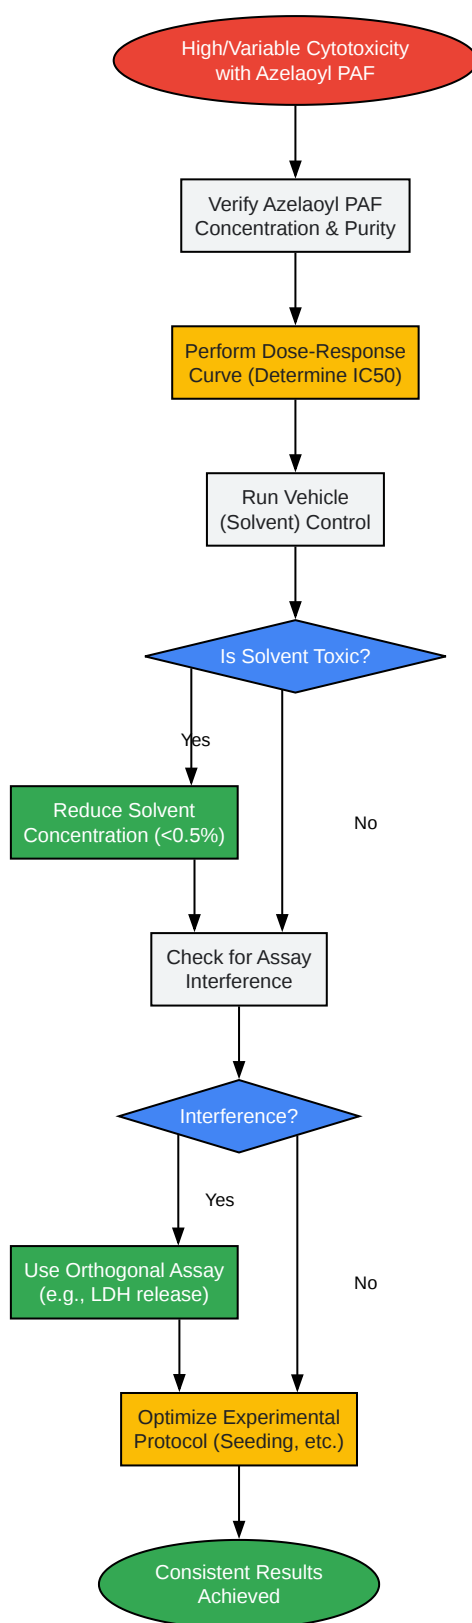 High/Variable Cytotoxicity
with Azelaoyl PAF
Verify Azelaoyl PAF
Concentration & Purity
Perform Dose-Response
Curve (Determine IC50)
Run Vehicle
(Solvent) Control
Is Solvent Toxic?
Yes
Reduce Solvent
Concentration (<0.5%)
No
Check for Assay
Interference
Interference?
Yes
Use Orthogonal Assay
(e.g., LDH release)
No
Optimize Experimental
Protocol (Seeding, etc.)
Consistent Results
Achieved